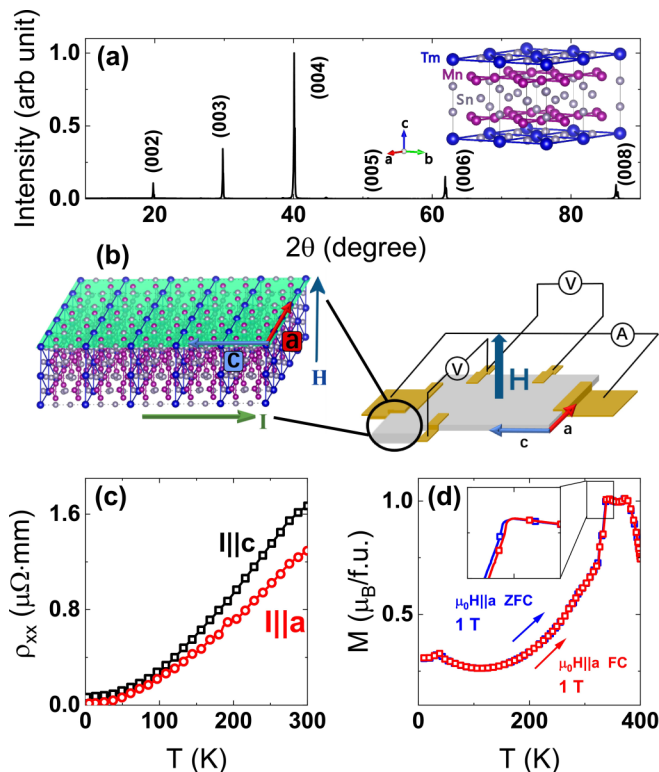 (a)
Intensity (arb unit)
1.0
0.5
0.0
(002)
(003)
(004)
(005)
(006)
(008)
Tm
Mn
Sn
c
a
b
20
40
60
80
2θ (degree)
(b)
H
a
c
I
V
A
V
H
c
a
(c)
ρxx (μΩ·mm)
1.6
0.8
0.0
I||c
I||a
0
100
200
300
T (K)
(d)
M (μB/f.u.)
1.0
0.5
μ0H||a ZFC
1 T
μ0H||a FC
1 T
0
200
400
T (K)